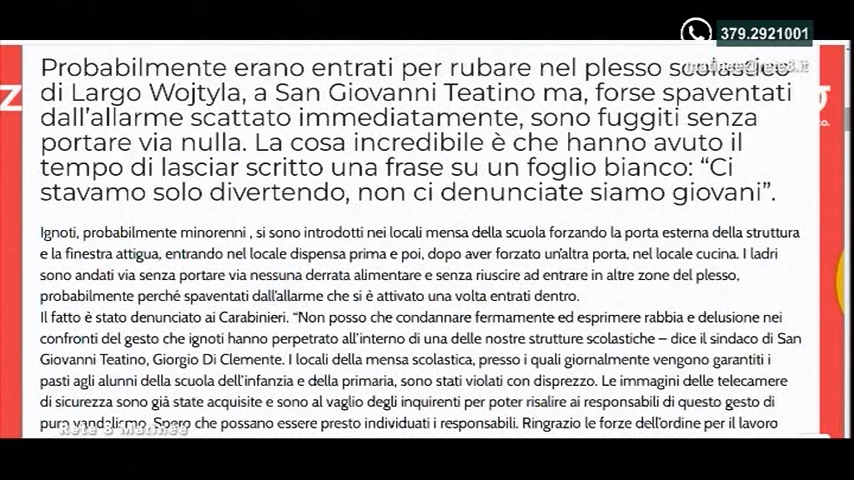 379.2921001
Probabilmente erano entrati per rubare nel plesso scolastico
di Largo Wojtyla, a San Giovanni Teatino ma, forse spaventati
dall'allarme scattato immediatamente, sono fuggiti senza
portare via nulla. La cosa incredibile è che hanno avuto il
tempo di lasciar scritto una frase su un foglio bianco: “Ci
stavamo solo divertendo, non ci denunciate siamo giovani”.
Ignoti, probabilmente minorenni , si sono introdotti nei locali mensa della scuola forzando la porta esterna della struttura
e la finestra attigua, entrando nel locale dispensa prima e poi, dopo aver forzato un'altra porta, nel locale cucina. I ladri
sono andati via senza portare via nessuna derrata alimentare e senza riuscire ad entrare in altre zone del plesso,
probabilmente perché spaventati dall'allarme che si è attivato una volta entrati dentro.
Il fatto è stato denunciato ai Carabinieri. “Non posso che condannare fermamente ed esprimere rabbia e delusione nei
confronti del gesto che ignoti hanno perpetrato all'interno di una delle nostre strutture scolastiche – dice il sindaco di San
Giovanni Teatino, Giorgio Di Clemente. I locali della mensa scolastica, presso i quali giornalmente vengono garantiti i
pasti agli alunni della scuola dell'infanzia e della primaria, sono stati violati con disprezzo. Le immagini delle telecamere
di sicurezza sono già state acquisite e sono al vaglio degli inquirenti per poter risalire ai responsabili di questo gesto di
puro vandalismo. Spero che possano essere presto individuati i responsabili. Ringrazio le forze dell'ordine per il lavoro
Rete 8 Matinée